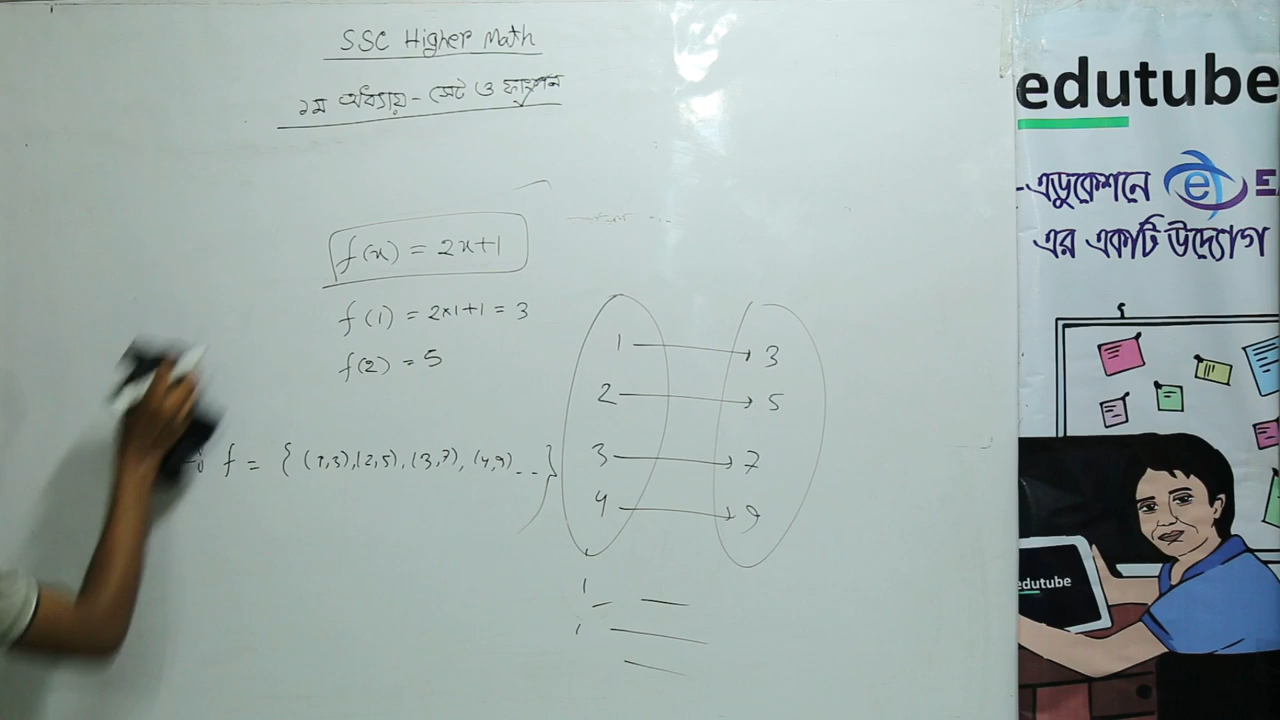 SSC Higher Math
১ম অধ্যায় - সেট ও ফাংশন
f(x) = 2x+1
f(1) = 2×1+1 = 3
f(2) = 5
f = { (1,3), (2,5), (3,7), (4,9) -- }
1 3
2 5
3 7
4 9
edutube
-এডুকেশনে e E
এর একটি উদ্যোগ
edutube